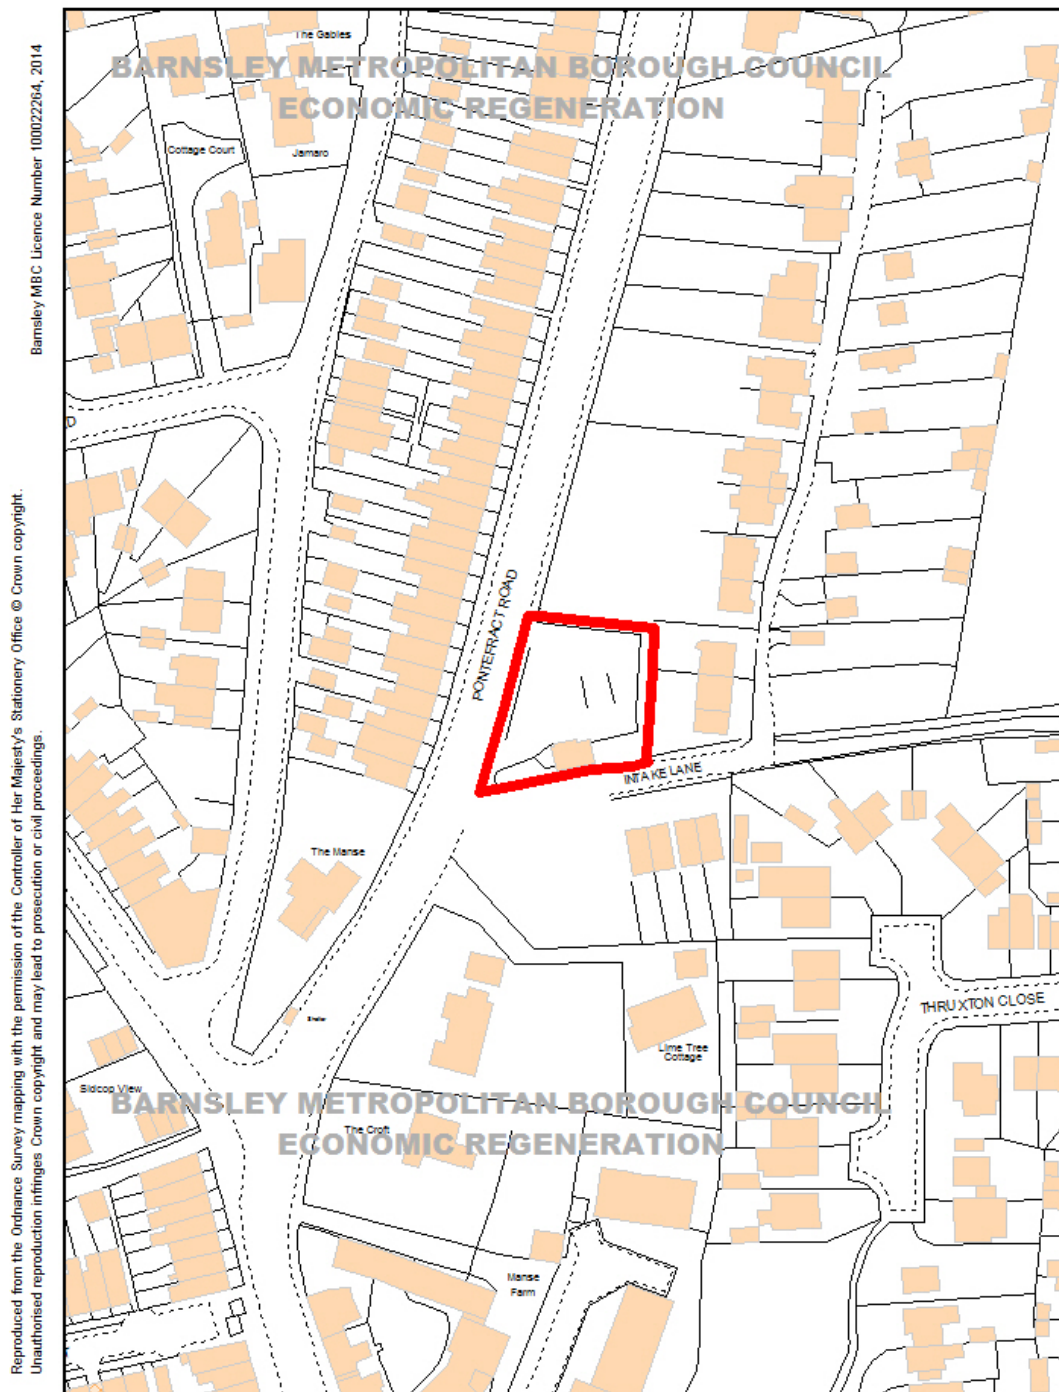 Barnsley MBC Licence Number 100022264, 2014
Reproduced from the Ordnance Survey mapping with the permission of the Controller of Her Majesty's Stationery Office © Crown copyright.
Unauthorised reproduction infringes Crown copyright and may lead to prosecution or civil proceedings.
The Gables
BARNSLEY METROPOLITAN BOROUGH COUNCIL
ECONOMIC REGENERATION
Cottage Court
Jamaro
D
PONTEFRACT ROAD
INTAKE LANE
The Manse
THRUXTON CLOSE
Shelter
Lime Tree
Cottage
Sidcop View
BARNSLEY METROPOLITAN BOROUGH COUNCIL
The Croft
ECONOMIC REGENERATION
Manse
Farm